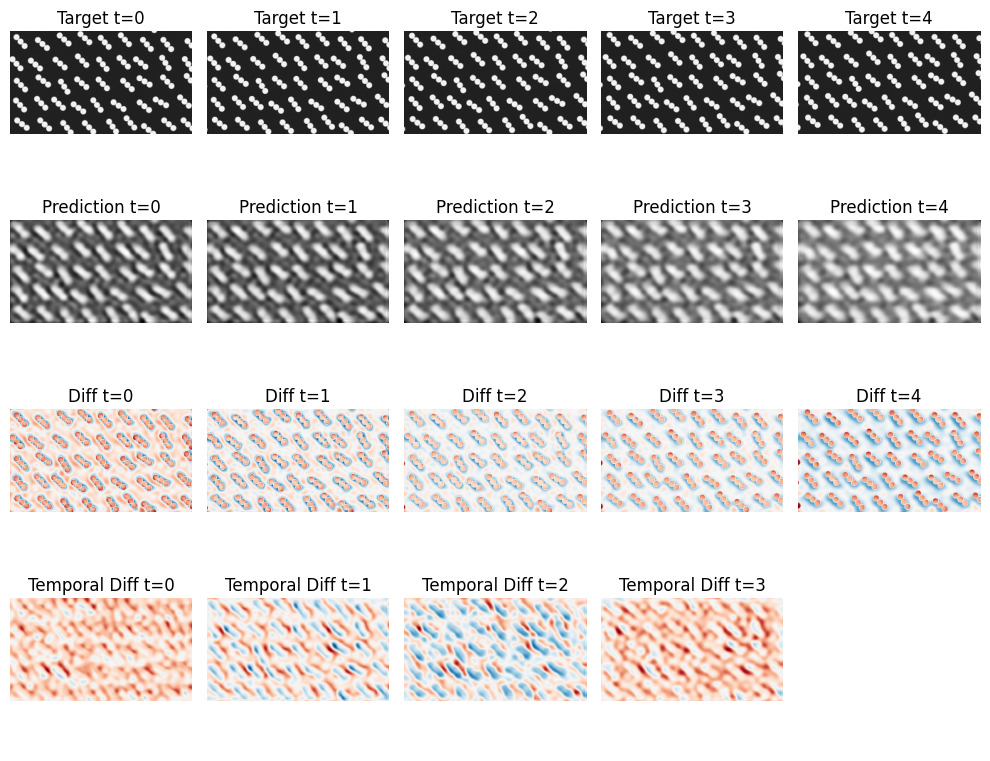 Target t=0 Target t=1 Target t=2 Target t=3 Target t=4
Prediction t=0 Prediction t=1 Prediction t=2 Prediction t=3 Prediction t=4
Diff t=0 Diff t=1 Diff t=2 Diff t=3 Diff t=4
Temporal Diff t=0 Temporal Diff t=1 Temporal Diff t=2 Temporal Diff t=3